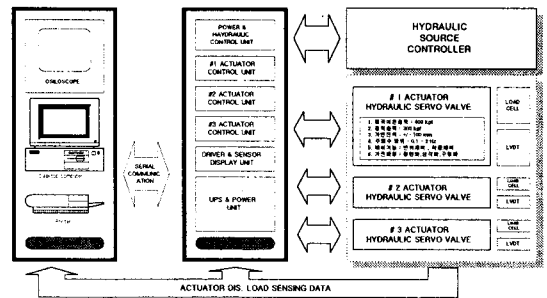 OSILOSCOPE
SERIAL
COMMUNIC
ATION
POWER &
HAYDRAULIC
CONTROL UNIT
#1 ACTUATOR
CONTROL UNIT
#2 ACTUATOR
CONTROL UNIT
#3 ACTUATOR
CONTROL UNIT
DRIVER & SENSOR
DISPLAY UNIT
UPS & POWER
UNIT
HYDRAULIC
SOURCE
CONTROLLER
# 1 ACTUATOR
HYDRAULIC SERVO VALVE
LOAD
CELL
LVDT
# 2 ACTUATOR
HYDRAULIC SERVO VALVE
LOAD
CELL
LVDT
# 3 ACTUATOR
HYDRAULIC SERVO VALVE
LOAD
CELL
LVDT
ACTUATOR DIS. LOAD SENSING DATA